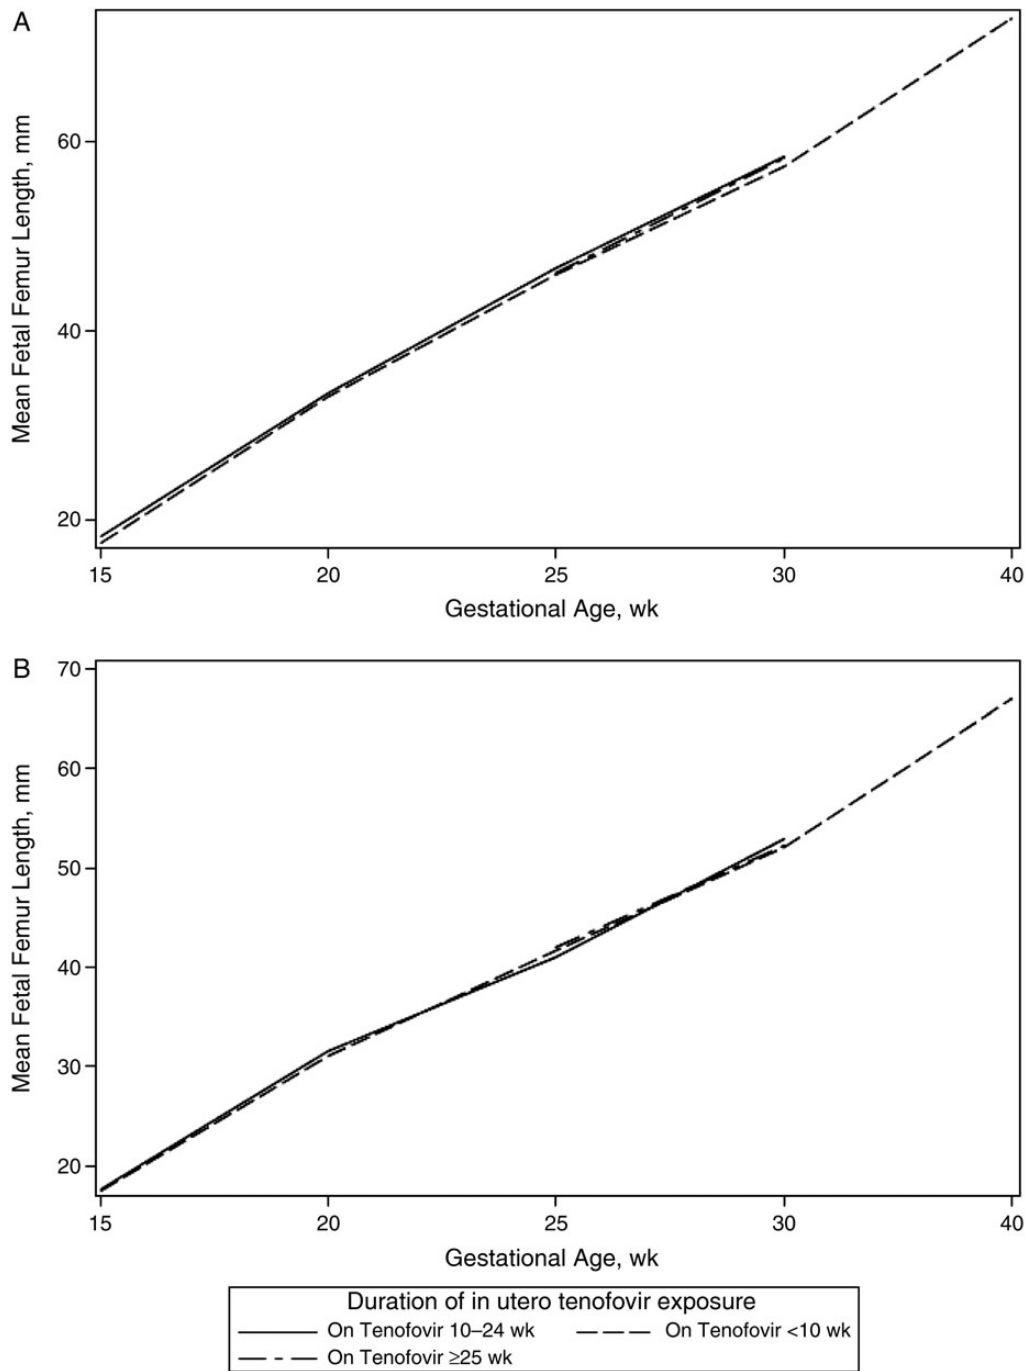 A
Mean Fetal Femur Length, mm
60
40
20
15 20 25 30 40
Gestational Age, wk
B
Mean Fetal Femur Length, mm
70
60
50
40
30
20
15 20 25 30 40
Gestational Age, wk
Duration of in utero tenofovir exposure
On Tenofovir 10–24 wk On Tenofovir <10 wk
On Tenofovir ≥25 wk